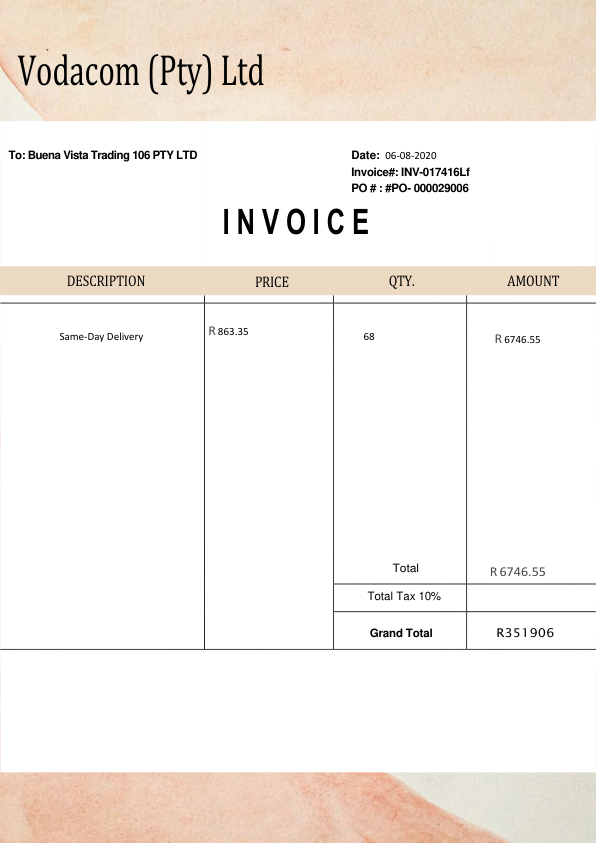 Vodacom (Pty) Ltd
To: Buena Vista Trading 106 PTY LTD
Date: 06-08-2020
Invoice#: INV-017416Lf
PO # : #PO- 000029006
INVOICE
DESCRIPTION PRICE QTY. AMOUNT
Same-Day Delivery R 863.35 68 R 6746.55
Total R 6746.55
Total Tax 10%
Grand Total R351906